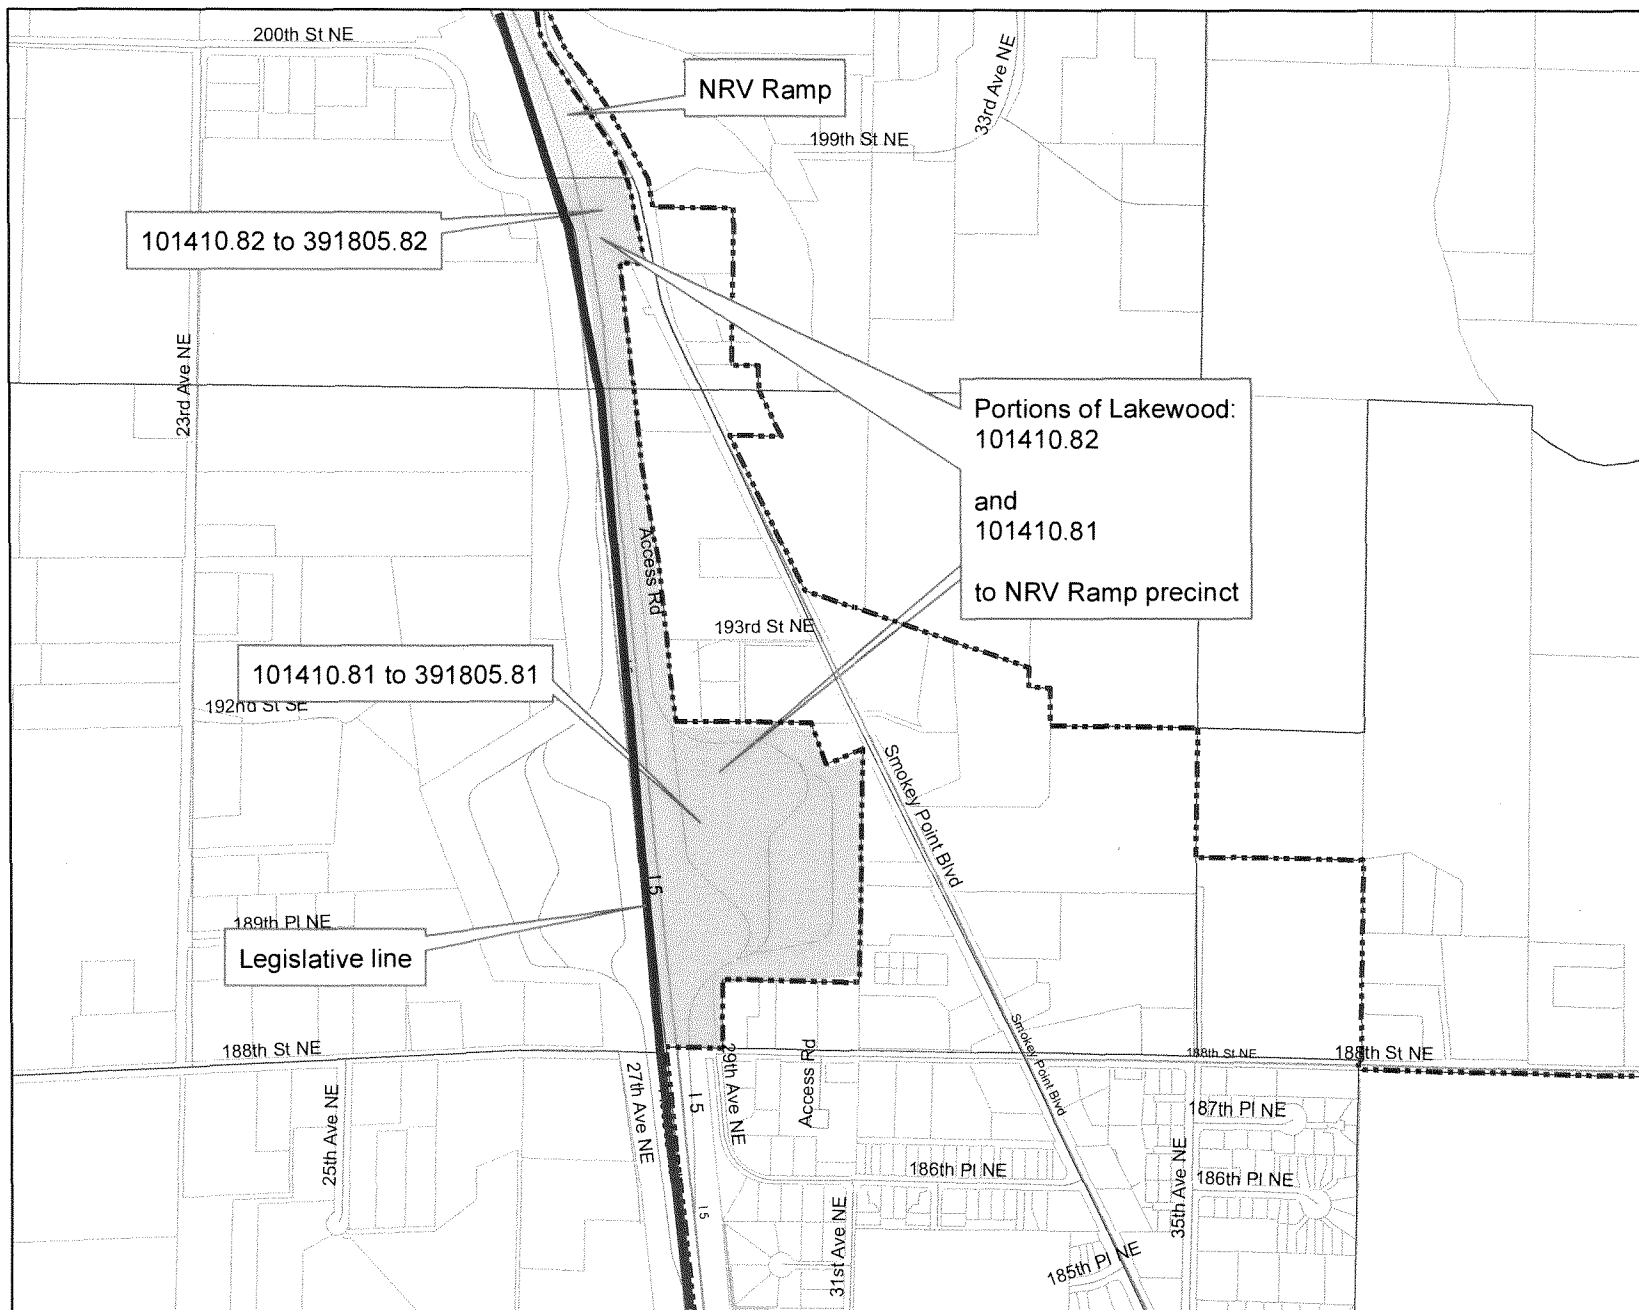 200th St NE
NRV Ramp
33rd Ave NE
199th St NE
101410.82 to 391805.82
23rd Ave NE
Portions of Lakewood:
101410.82
and
101410.81
to NRV Ramp precinct
Access Rd
193rd St NE
101410.81 to 391805.81
192nd St SE
Smokey Point Blvd
I 5
189th Pl NE
Legislative line
188th St NE
27th Ave NE
29th Ave NE
Access Rd
Smokey Point Blvd
188th St NE
188th St NE
25th Ave NE
I 5
187th Pl NE
186th Pl NE
35th Ave NE
186th Pl NE
I 5
31st Ave NE
185th Pl NE